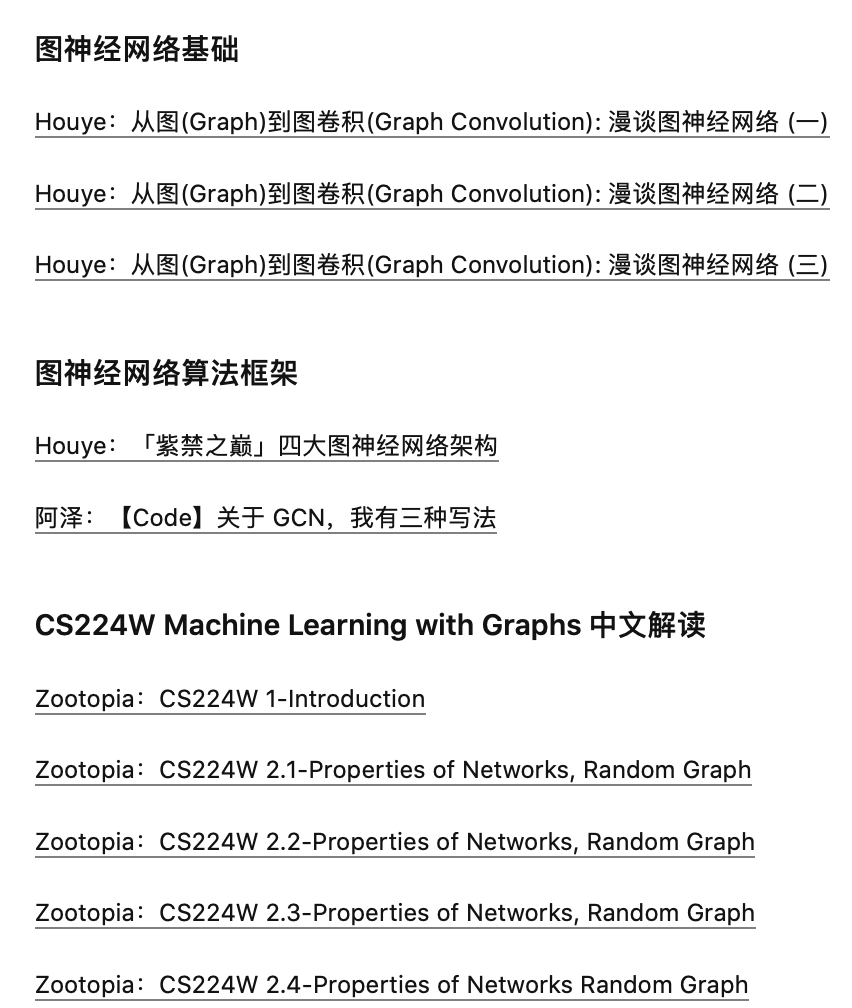 图神经网络基础
Houye：从图(Graph)到图卷积(Graph Convolution): 漫谈图神经网络 (一)
Houye：从图(Graph)到图卷积(Graph Convolution): 漫谈图神经网络 (二)
Houye：从图(Graph)到图卷积(Graph Convolution): 漫谈图神经网络 (三)
图神经网络算法框架
Houye：「紫禁之巅」四大图神经网络架构
阿泽：【Code】关于 GCN，我有三种写法
CS224W Machine Learning with Graphs 中文解读
Zootopia：CS224W 1-Introduction
Zootopia：CS224W 2.1-Properties of Networks, Random Graph
Zootopia：CS224W 2.2-Properties of Networks, Random Graph
Zootopia：CS224W 2.3-Properties of Networks, Random Graph
Zootopia：CS224W 2.4-Properties of Networks Random Graph